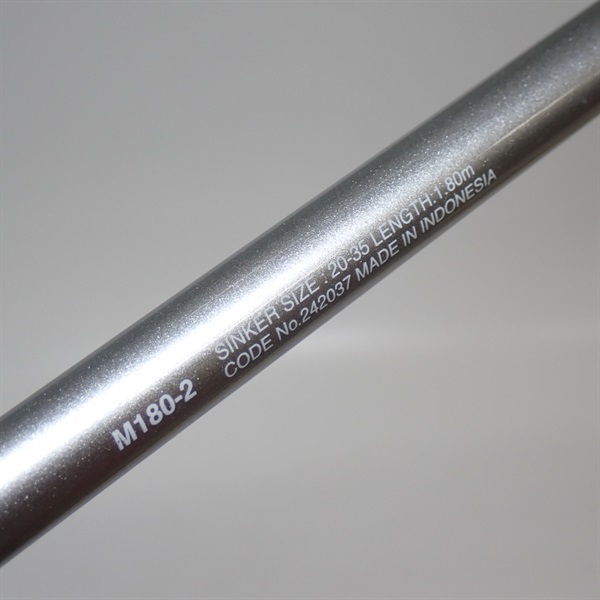 M180-2
SINKER SIZE : 20-35 LENGTH:1.80m
CODE No.242037 MADE IN INDONESIA